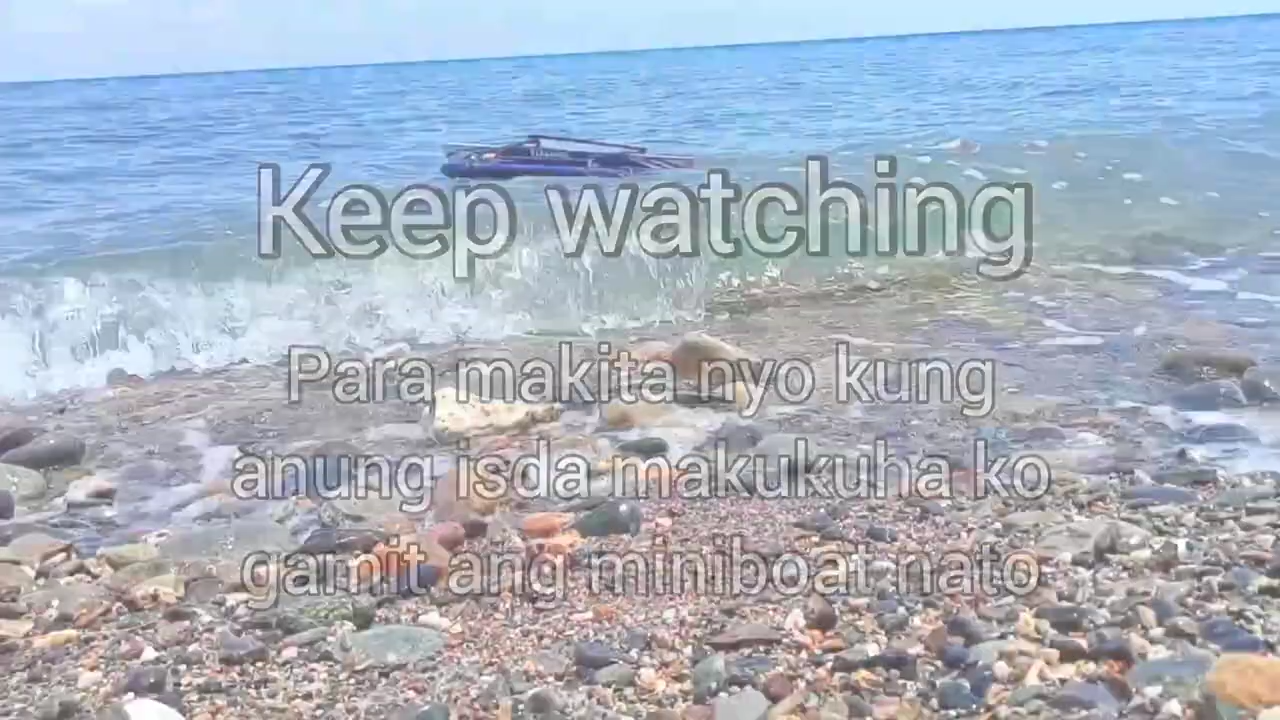 Keep watching
Para makita nyo kung
anung isda makukuha ko
gamit ang miniboat nato